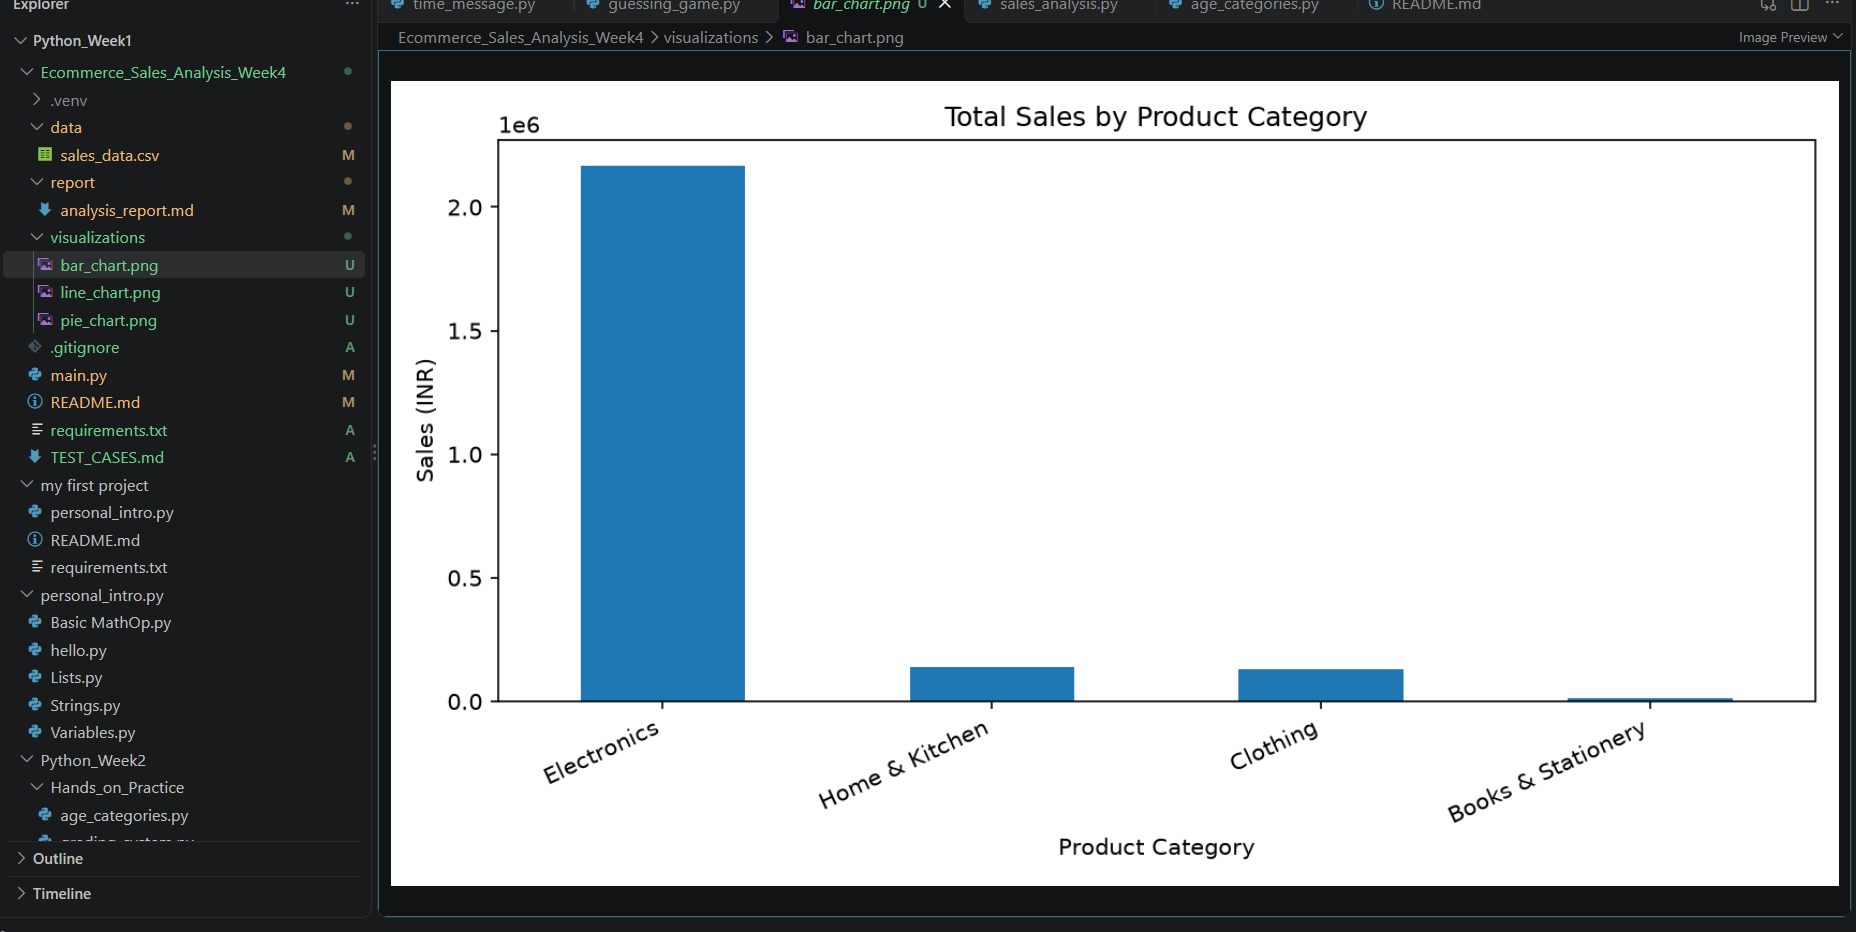 Explorer
Python_Week1
Ecommerce_Sales_Analysis_Week4
.venv
data
sales_data.csv M
report
analysis_report.md M
visualizations
bar_chart.png U
line_chart.png U
pie_chart.png U
.gitignore A
main.py M
README.md M
requirements.txt A
TEST_CASES.md A
my first project
personal_intro.py
README.md
requirements.txt
personal_intro.py
Basic MathOp.py
hello.py
Lists.py
Strings.py
Variables.py
Python_Week2
Hands_on_Practice
age_categories.py
Outline
Timeline
time_message.py guessing_game.py bar_chart.png U sales_analysis.py age_categories.py README.md
Ecommerce_Sales_Analysis_Week4 > visualizations > bar_chart.png Image Preview
Total Sales by Product Category
1e6
2.0
1.5
1.0
0.5
0.0
Sales (INR)
Electronics
Home & Kitchen
Clothing
Books & Stationery
Product Category